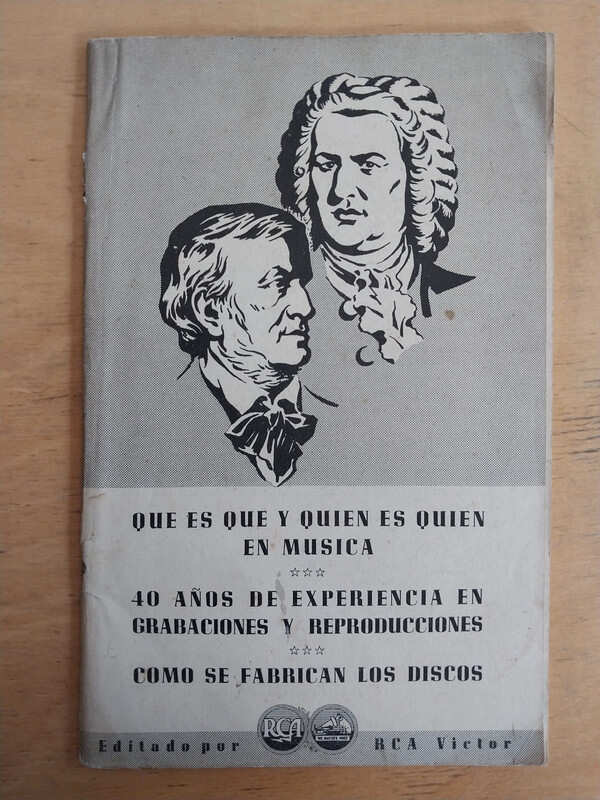 QUE ES QUE Y QUIEN ES QUIEN
EN MUSICA
☆☆☆
40 AÑOS DE EXPERIENCIA EN
GRABACIONES Y REPRODUCCIONES
☆☆☆
COMO SE FABRICAN LOS DISCOS
Editado por RCA RCA Victor